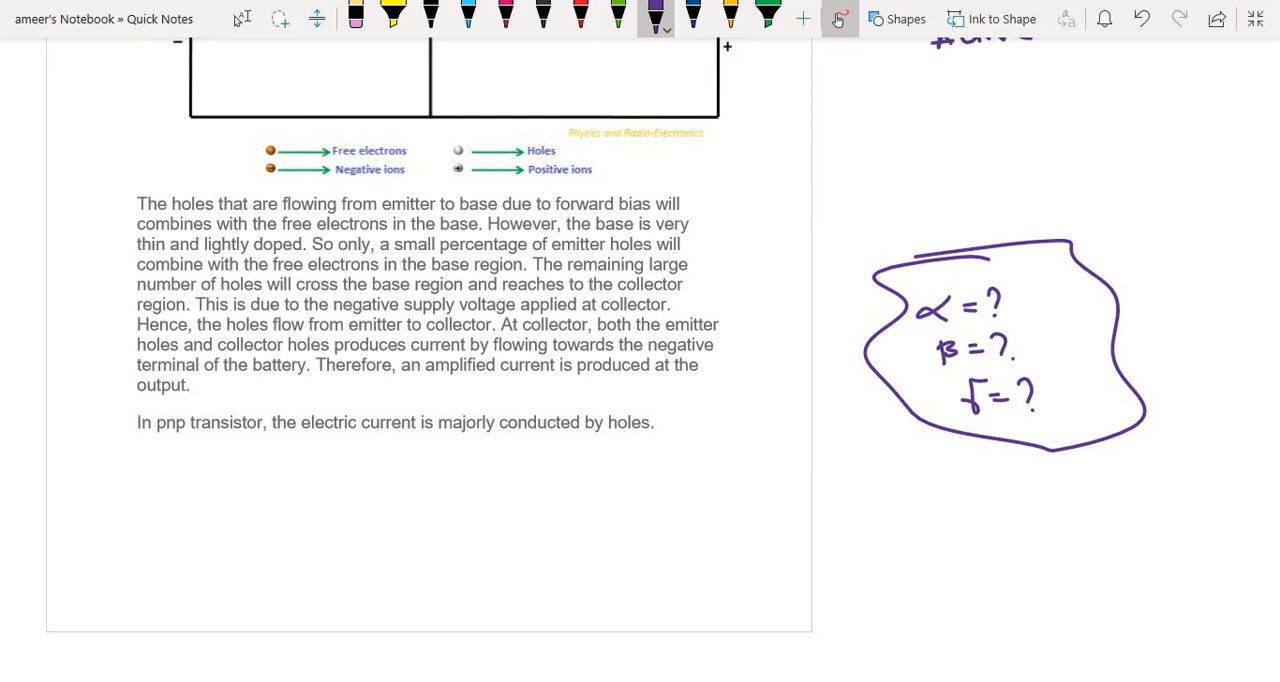 ameer's Notebook » Quick Notes
Shapes
Ink to Shape
−
+
Physics and Radio-Electronics
Free electrons
Holes
Negative ions
Positive ions
The holes that are flowing from emitter to base due to forward bias will
combines with the free electrons in the base. However, the base is very
thin and lightly doped. So only, a small percentage of emitter holes will
combine with the free electrons in the base region. The remaining large
number of holes will cross the base region and reaches to the collector
region. This is due to the negative supply voltage applied at collector.
Hence, the holes flow from emitter to collector. At collector, both the emitter
holes and collector holes produces current by flowing towards the negative
terminal of the battery. Therefore, an amplified current is produced at the
output.
In pnp transistor, the electric current is majorly conducted by holes.
α = ?
β = ?.
γ = ?